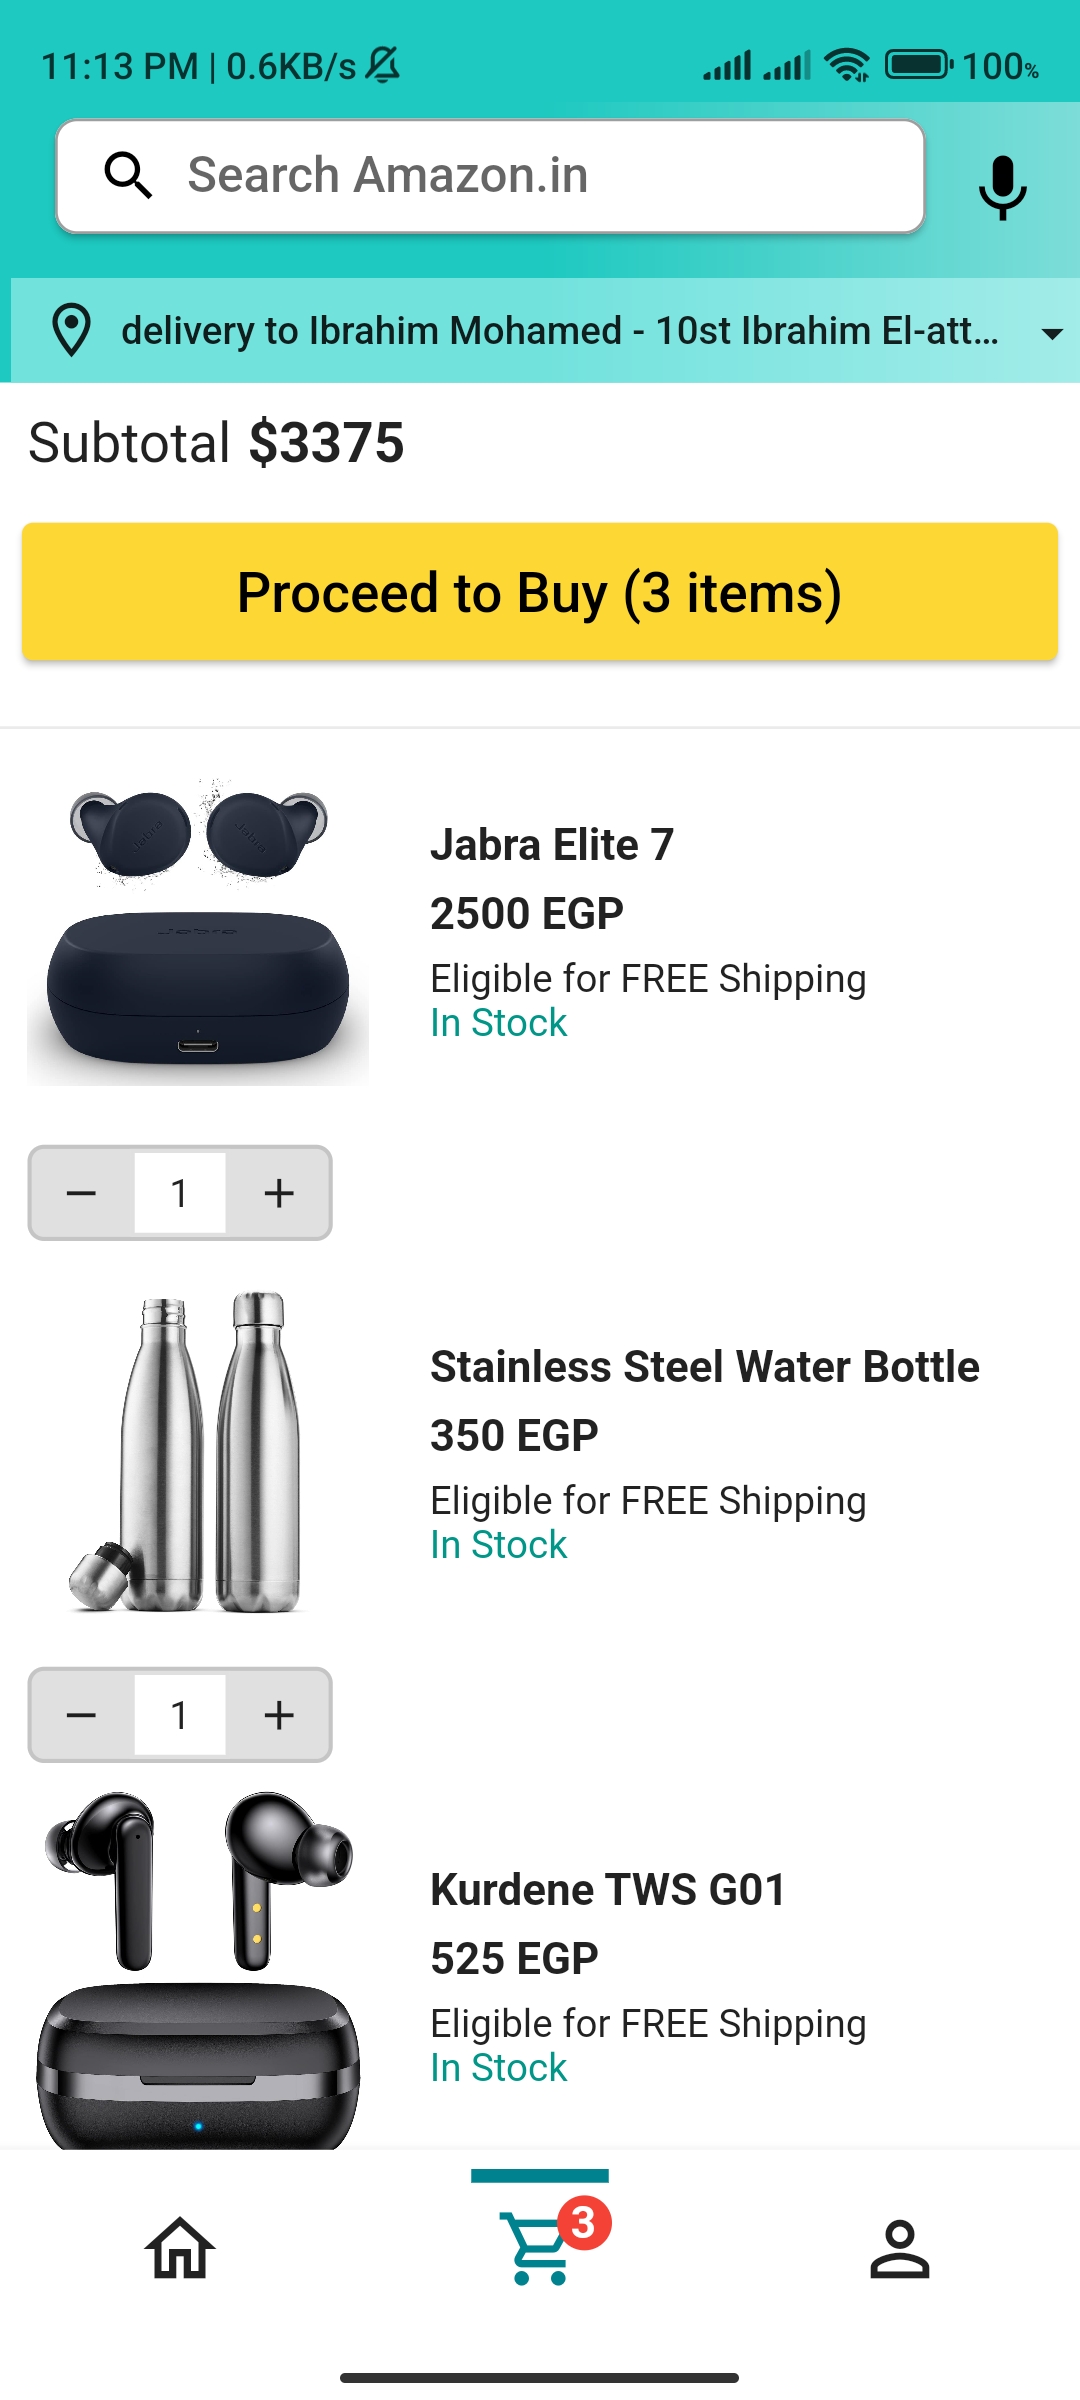 11:13 PM | 0.6KB/s 100%
Search Amazon.in
delivery to Ibrahim Mohamed - 10st Ibrahim El-att...
Subtotal $3375
Proceed to Buy (3 items)
Jabra
Jabra
Jabra
Jabra Elite 7
2500 EGP
Eligible for FREE Shipping
In Stock
1
Stainless Steel Water Bottle
350 EGP
Eligible for FREE Shipping
In Stock
1
Kurdene TWS G01
525 EGP
Eligible for FREE Shipping
In Stock
3